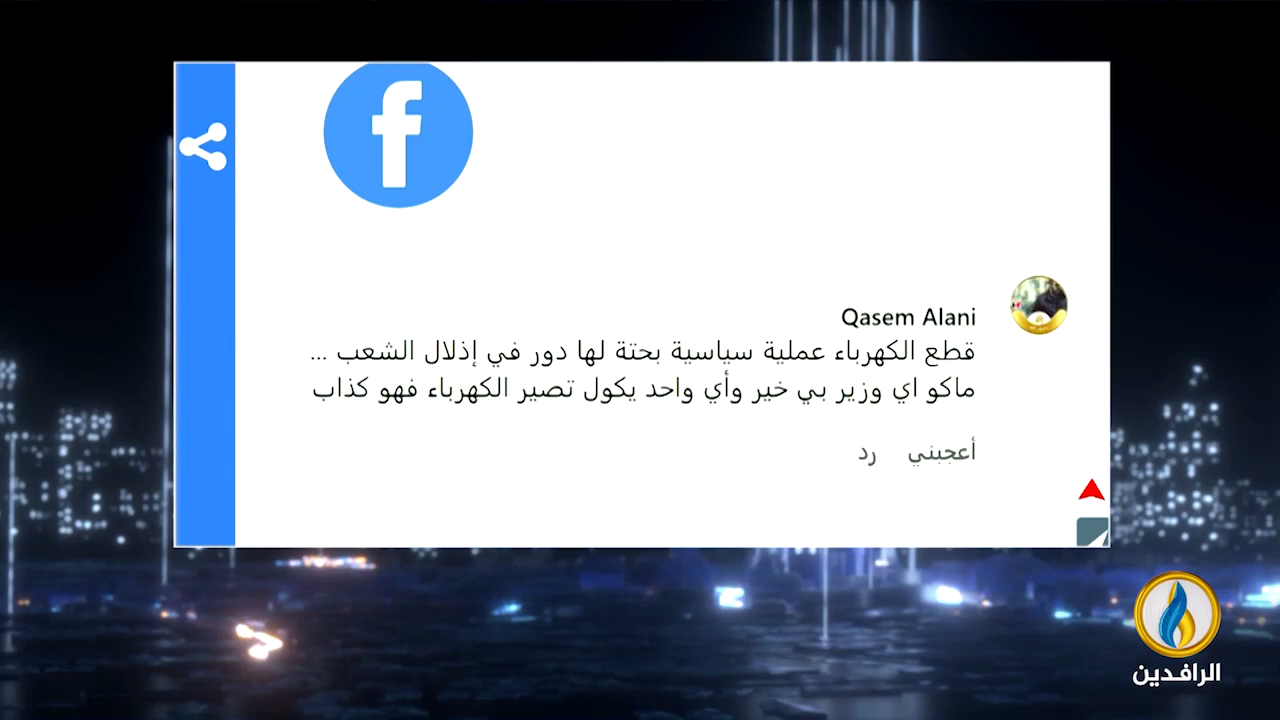 f
Qasem Alani
قطع الكهرباء عملية سياسية بحتة لها دور في إذلال الشعب ...
ماكو اي وزير بي خير وأي واحد يكول تصير الكهرباء فهو كذاب
أعجبني رد
الرافدين